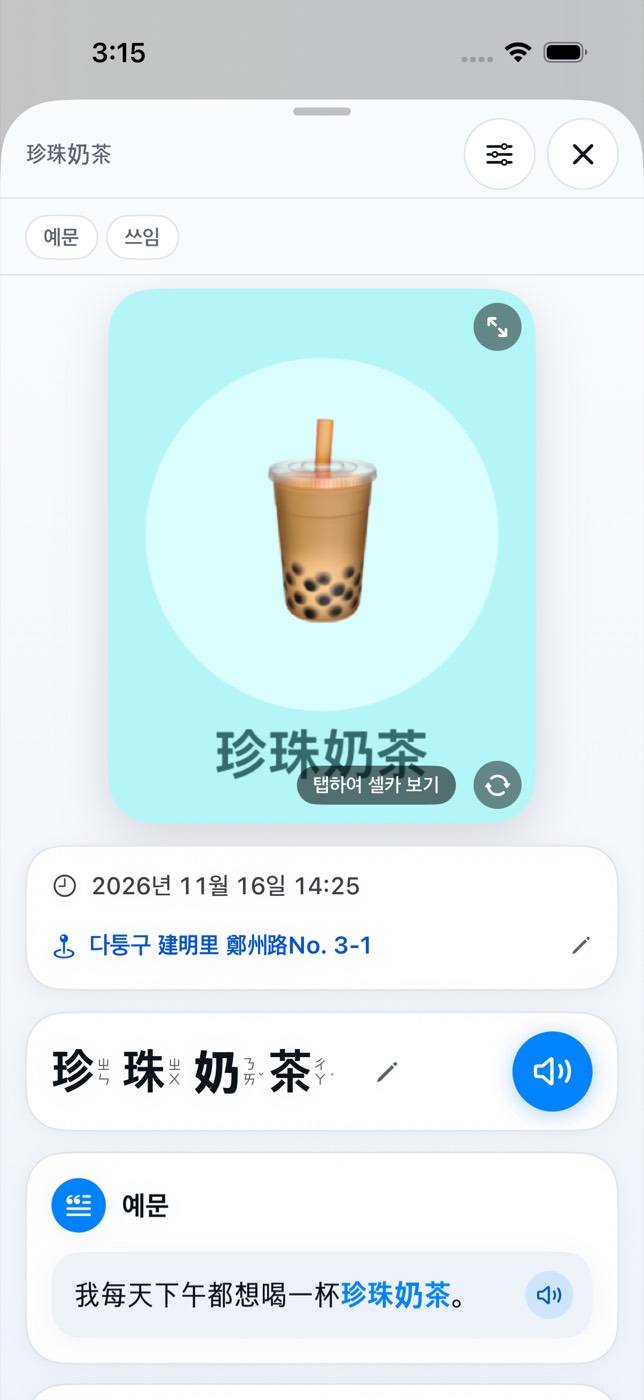 3:15
珍珠奶茶
예문
쓰임
珍珠奶茶
탭하여 셀카 보기
2026년 11월 16일 14:25
다퉁구 建明里 鄭州路No. 3-1
珍ㄓㄣ 珠ㄓㄨ 奶ㄋㄞˇ 茶ㄔㄚˊ
예문
我每天下午都想喝一杯珍珠奶茶。